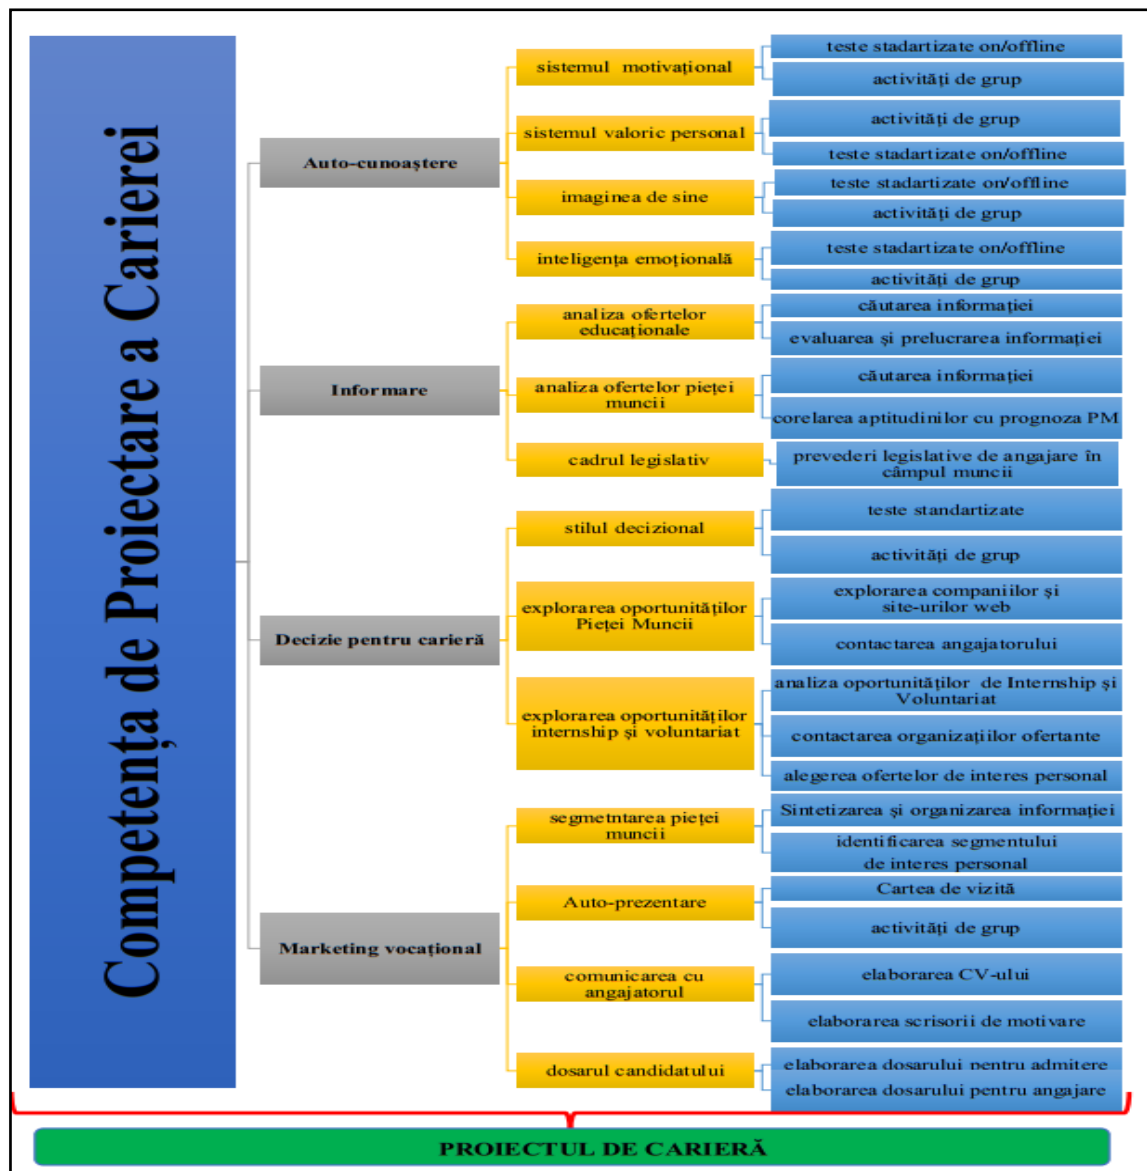 Competența de Proiectare a Carierei
Auto-cunoaștere
sistemul motivațional
teste stadartizate on/offline
activități de grup
sistemul valoric personal
activități de grup
teste stadartizate on/offline
imaginea de sine
teste stadartizate on/offline
activități de grup
inteligența emoțională
teste stadartizate on/offline
activități de grup
Informare
analiza ofertelor
educaționale
căutarea informației
evaluarea și prelucrarea informației
analiza ofertelor pieței
muncii
căutarea informației
corelarea aptitudinilor cu prognoza PM
cadrul legislativ
prevederi legislative de angajare în
câmpul muncii
Decizie pentru carieră
stilul decizional
teste standartizate
activități de grup
explorarea oportunităților
Pieței Muncii
explorarea companiilor și
site-urilor web
contactarea angajatorului
explorarea oportunităților
internship și voluntariat
analiza oportunităților de Internship și
Voluntariat
contactarea organizațiilor ofertante
alegerea ofertelor de interes personal
Marketing vocațional
segmetntarea pieței
muncii
Sintetizarea și organizarea informației
identificarea segmentului
de interes personal
Auto-prezentare
Cartea de vizită
activități de grup
comunicarea cu
angajatorul
elaborarea CV-ului
elaborarea scrisorii de motivare
dosarul candidatului
elaborarea dosarului pentru admitere
elaborarea dosarului pentru angajare
PROIECTUL DE CARIERĂ